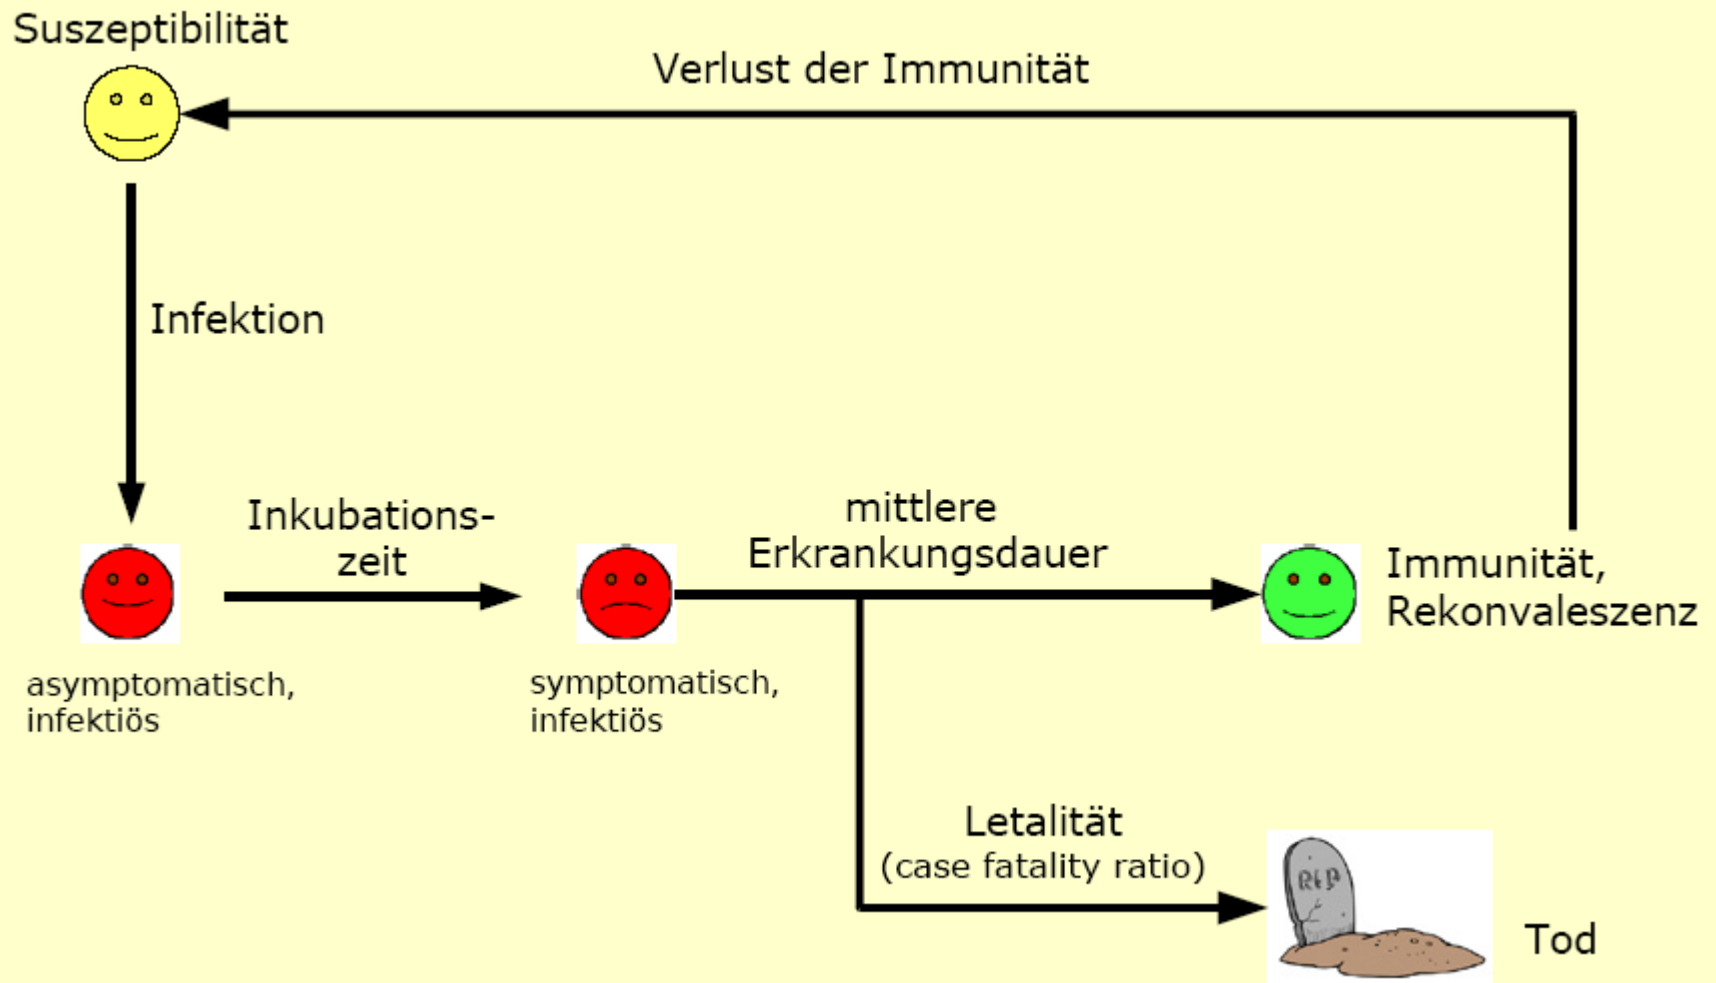 Suszeptibilität
Verlust der Immunität
Infektion
Inkubations-
zeit
mittlere
Erkrankungsdauer
Immunität,
Rekonvaleszenz
asymptomatisch,
infektiös
symptomatisch,
infektiös
Letalität
(case fatality ratio)
RIP
Tod